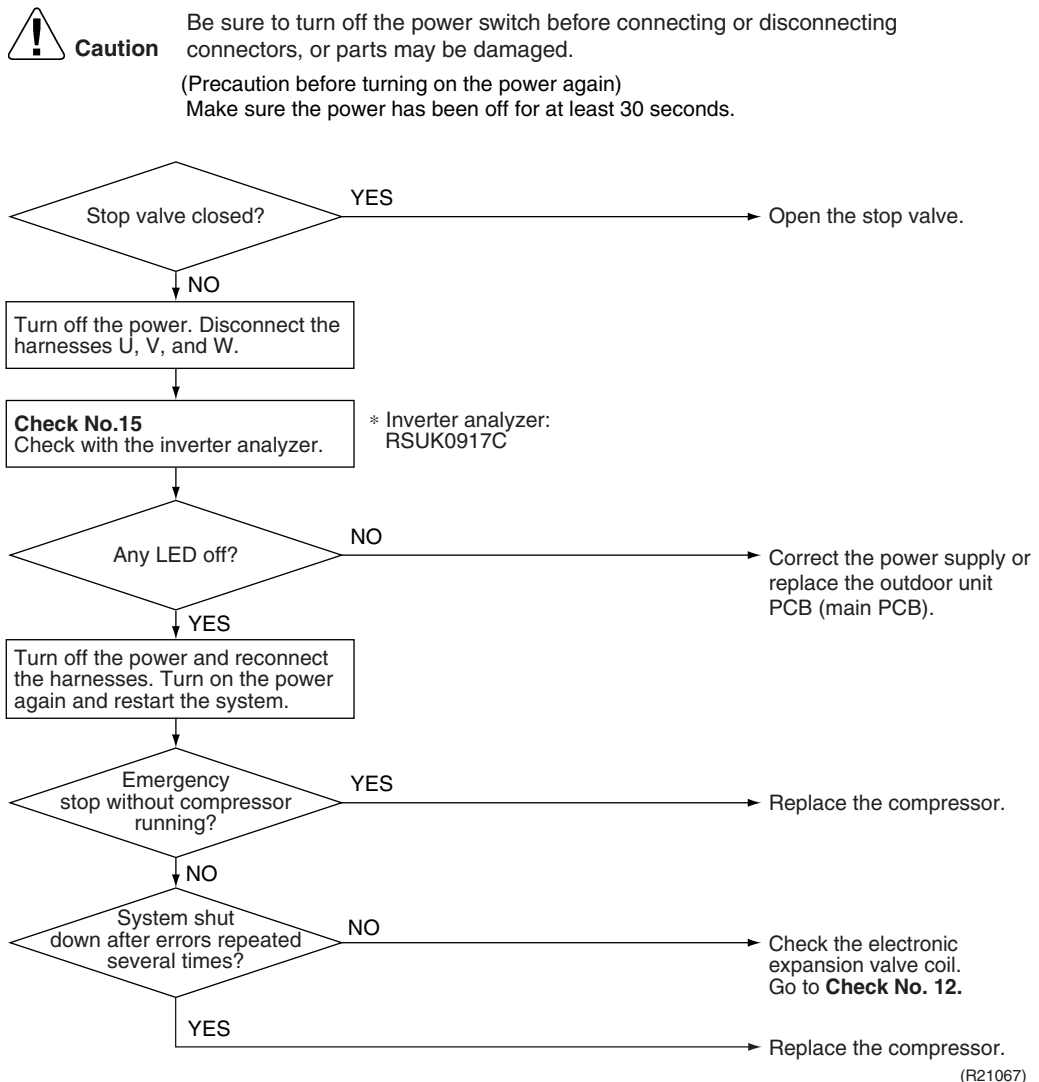 Caution
Be sure to turn off the power switch before connecting or disconnecting
connectors, or parts may be damaged.
(Precaution before turning on the power again)
Make sure the power has been off for at least 30 seconds.
Stop valve closed?
YES
Open the stop valve.
NO
Turn off the power. Disconnect the
harnesses U, V, and W.
Check No.15
Check with the inverter analyzer.
* Inverter analyzer:
RSUK0917C
Any LED off?
NO
Correct the power supply or
replace the outdoor unit
PCB (main PCB).
YES
Turn off the power and reconnect
the harnesses. Turn on the power
again and restart the system.
Emergency
stop without compressor
running?
YES
Replace the compressor.
NO
System shut
down after errors repeated
several times?
NO
Check the electronic
expansion valve coil.
Go to Check No. 12.
YES
Replace the compressor.
(R21067)